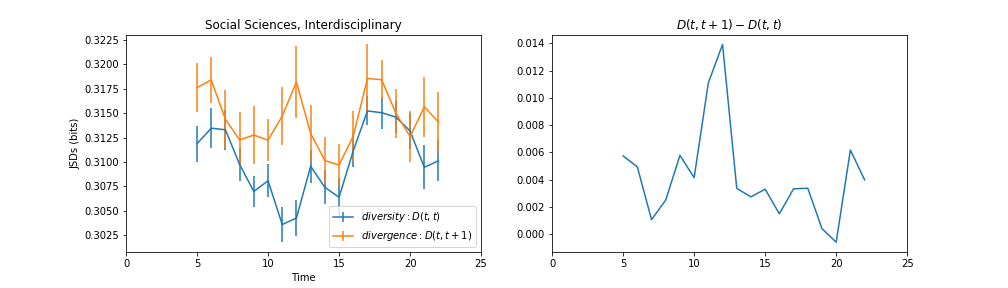 Social Sciences, Interdisciplinary
JSDs (bits)
0.3225
0.3200
0.3175
0.3150
0.3125
0.3100
0.3075
0.3050
0.3025
0 5 10 15 20 25
Time
diversity: D(t, t)
divergence: D(t, t + 1)
D(t, t + 1) − D(t, t)
0.014
0.012
0.010
0.008
0.006
0.004
0.002
0.000
0 5 10 15 20 25